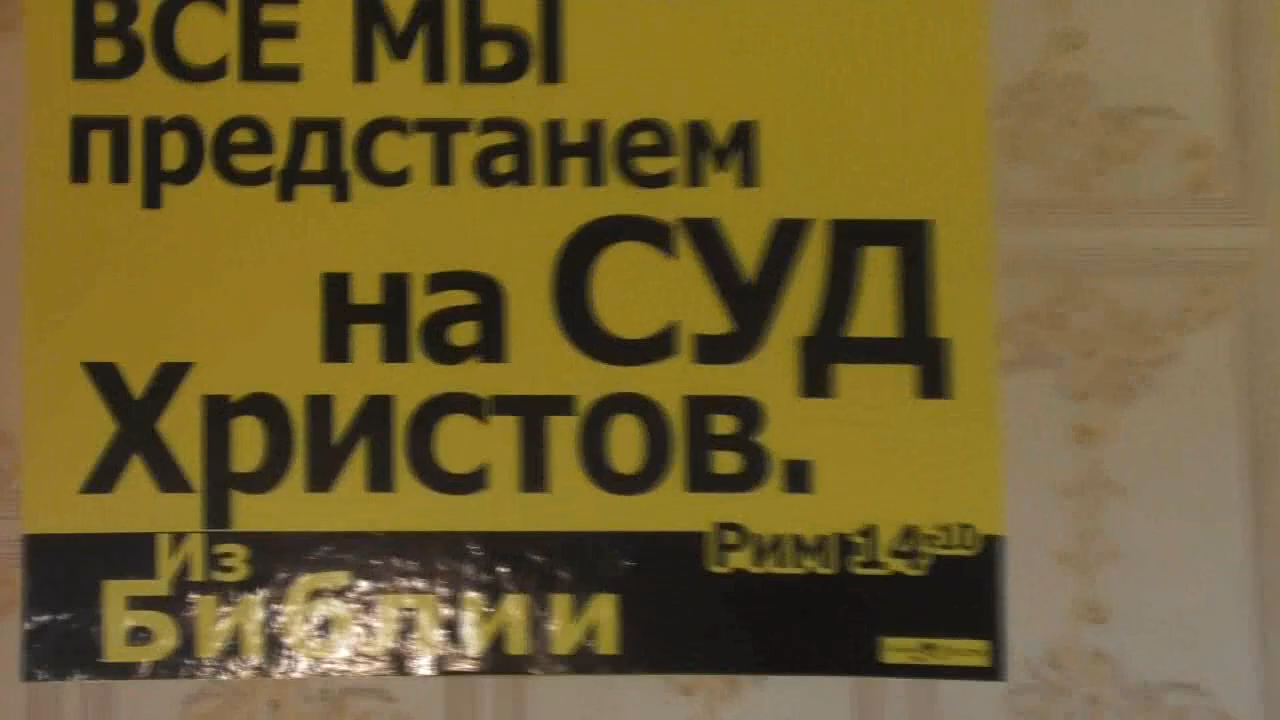 ВСЕ МЫ
предстанем
на СУД
Христов.
Рим 14-10
Из
Библии